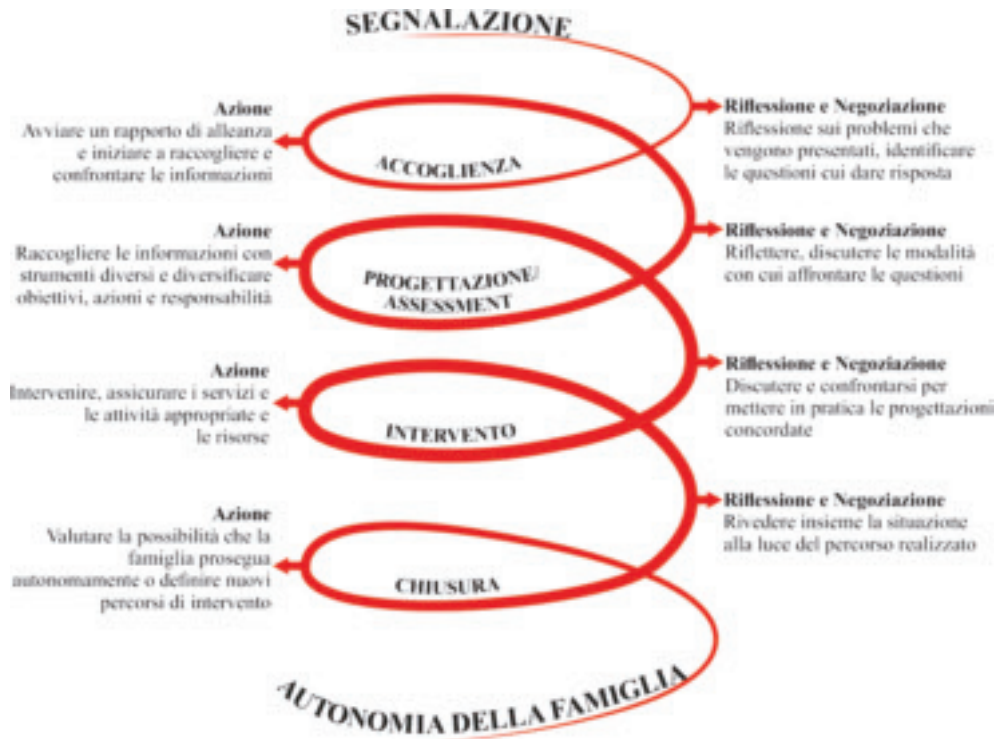 SEGNALAZIONE
Azione
Avviare un rapporto di alleanza
e iniziare a raccogliere e
confrontare le informazioni
Riflessione e Negoziazione
Riflessione sui problemi che
vengono presentati, identificare
le questioni cui dare risposta
ACCOGLIENZA
Azione
Raccogliere le informazioni con
strumenti diversi e diversificare
obiettivi, azioni e responsabilità
Riflessione e Negoziazione
Riflettere, discutere le modalità
con cui affrontare le questioni
PROGETTAZIONE/
ASSESSMENT
Azione
Intervenire, assicurare i servizi e
le attività appropriate e
le risorse
Riflessione e Negoziazione
Discutere e confrontarsi per
mettere in pratica le progettazioni
concordate
INTERVENTO
Azione
Valutare la possibilità che la
famiglia prosegua
autonomamente o definire nuovi
percorsi di intervento
Riflessione e Negoziazione
Rivedere insieme la situazione
alla luce del percorso realizzato
CHIUSURA
AUTONOMIA DELLA FAMIGLIA